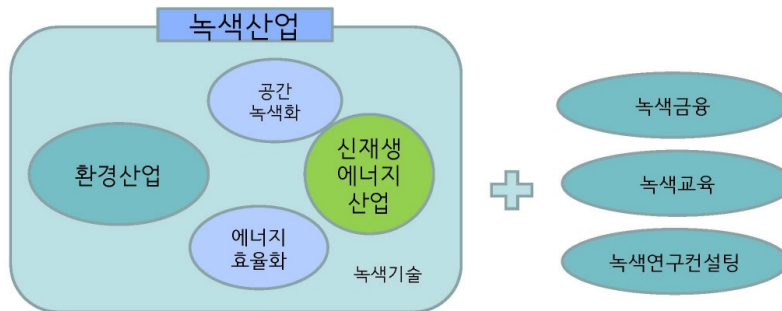 녹색산업
공간
녹색화
환경산업
신재생
에너지
산업
에너지
효율화
녹색기술
녹색금융
녹색교육
녹색연구컨설팅